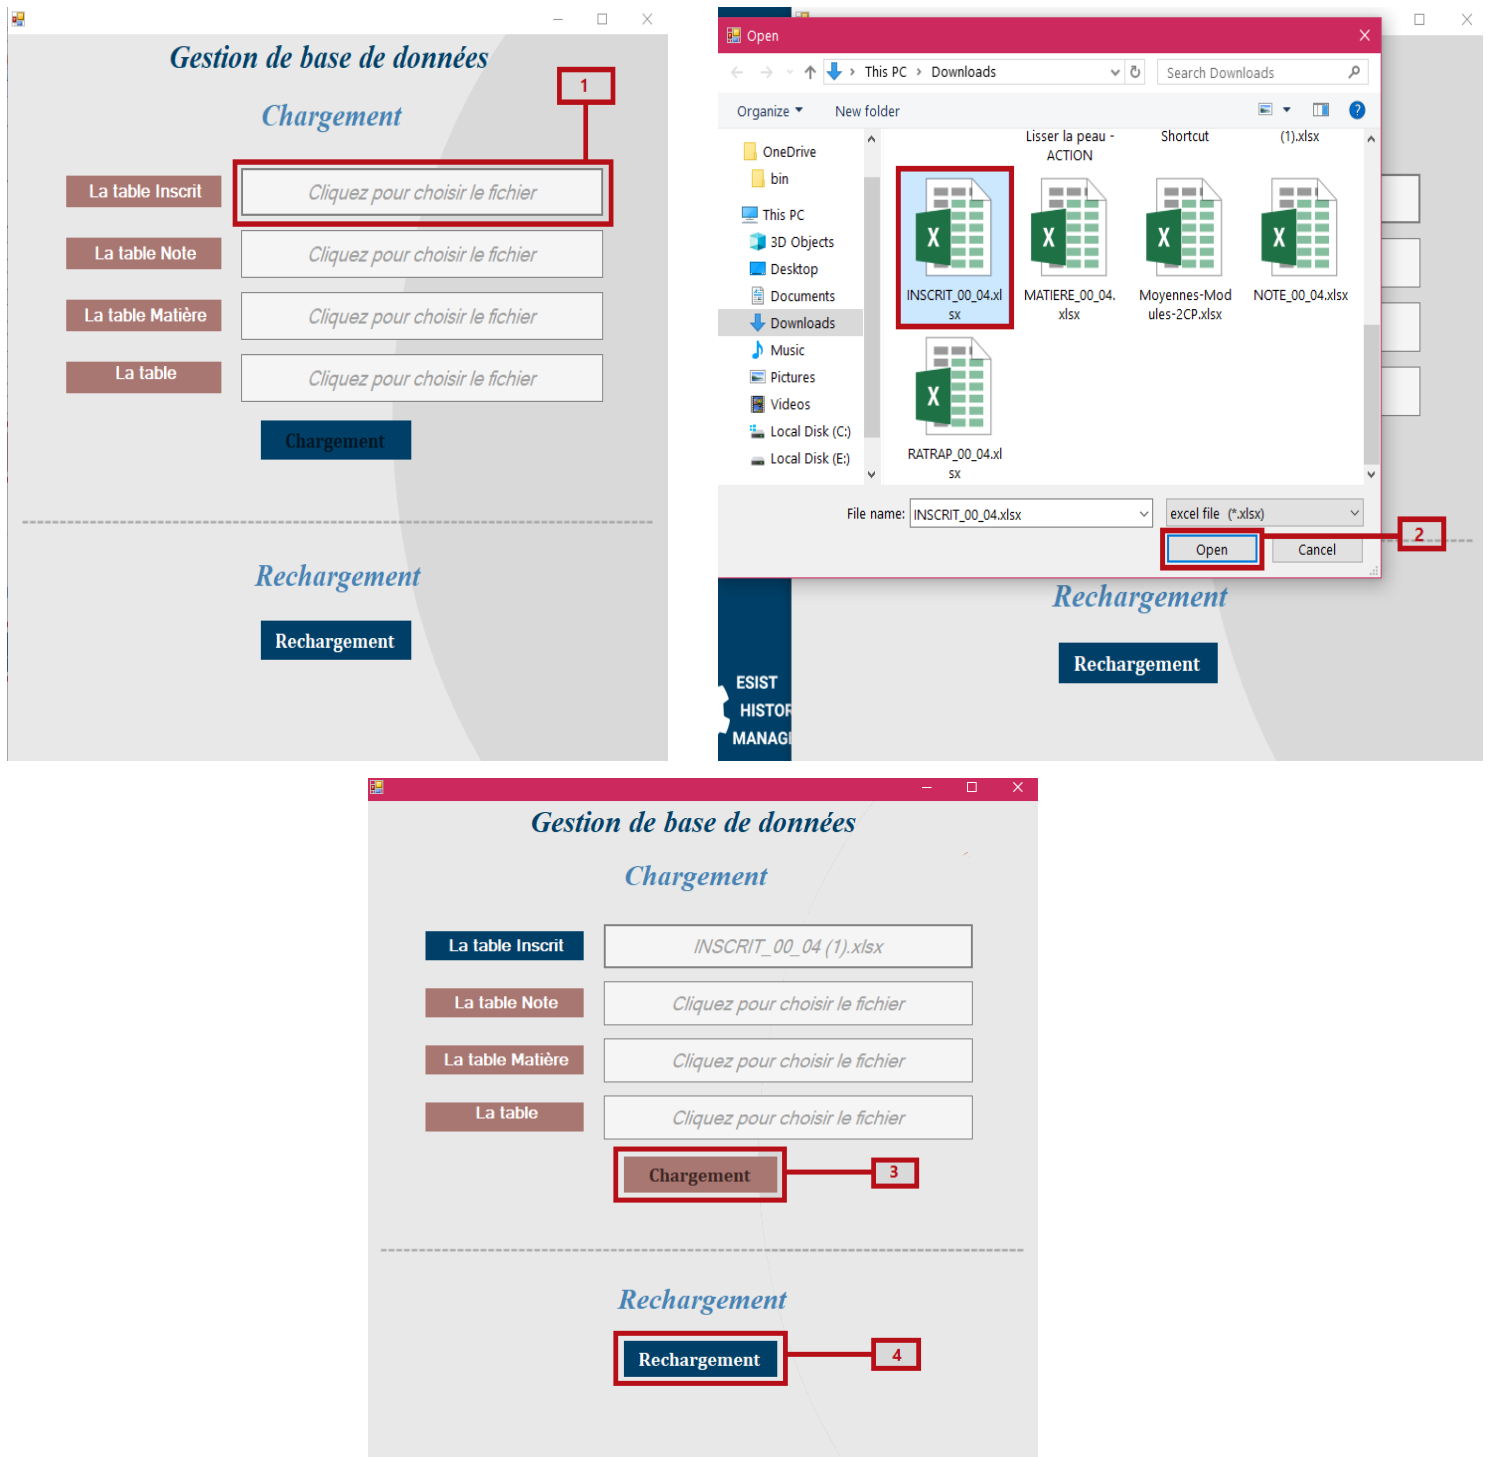 Gestion de base de données
1
Chargement
La table Inscrit
Cliquez pour choisir le fichier
La table Note
Cliquez pour choisir le fichier
La table Matière
Cliquez pour choisir le fichier
La table
Cliquez pour choisir le fichier
Chargement
Rechargement
Rechargement
Open
This PC > Downloads
Search Downloads
Organize
New folder
?
OneDrive
bin
This PC
3D Objects
Desktop
Documents
Downloads
Music
Pictures
Videos
Local Disk (C:)
Local Disk (E:)
Lisser la peau -
ACTION
Shortcut
(1).xlsx
X
INSCRIT_00_04.xl
sx
X
MATIERE_00_04.
xlsx
X
Moyennes-Mod
ules-2CP.xlsx
X
NOTE_00_04.xlsx
X
RATRAP_00_04.xl
sx
File name:
INSCRIT_00_04.xlsx
excel file (*.xlsx)
Open
Cancel
2
Rechargement
Rechargement
ESIST
HISTOR
MANAG
Gestion de base de données
Chargement
La table Inscrit
INSCRIT_00_04 (1).xlsx
La table Note
Cliquez pour choisir le fichier
La table Matière
Cliquez pour choisir le fichier
La table
Cliquez pour choisir le fichier
Chargement
3
Rechargement
Rechargement
4